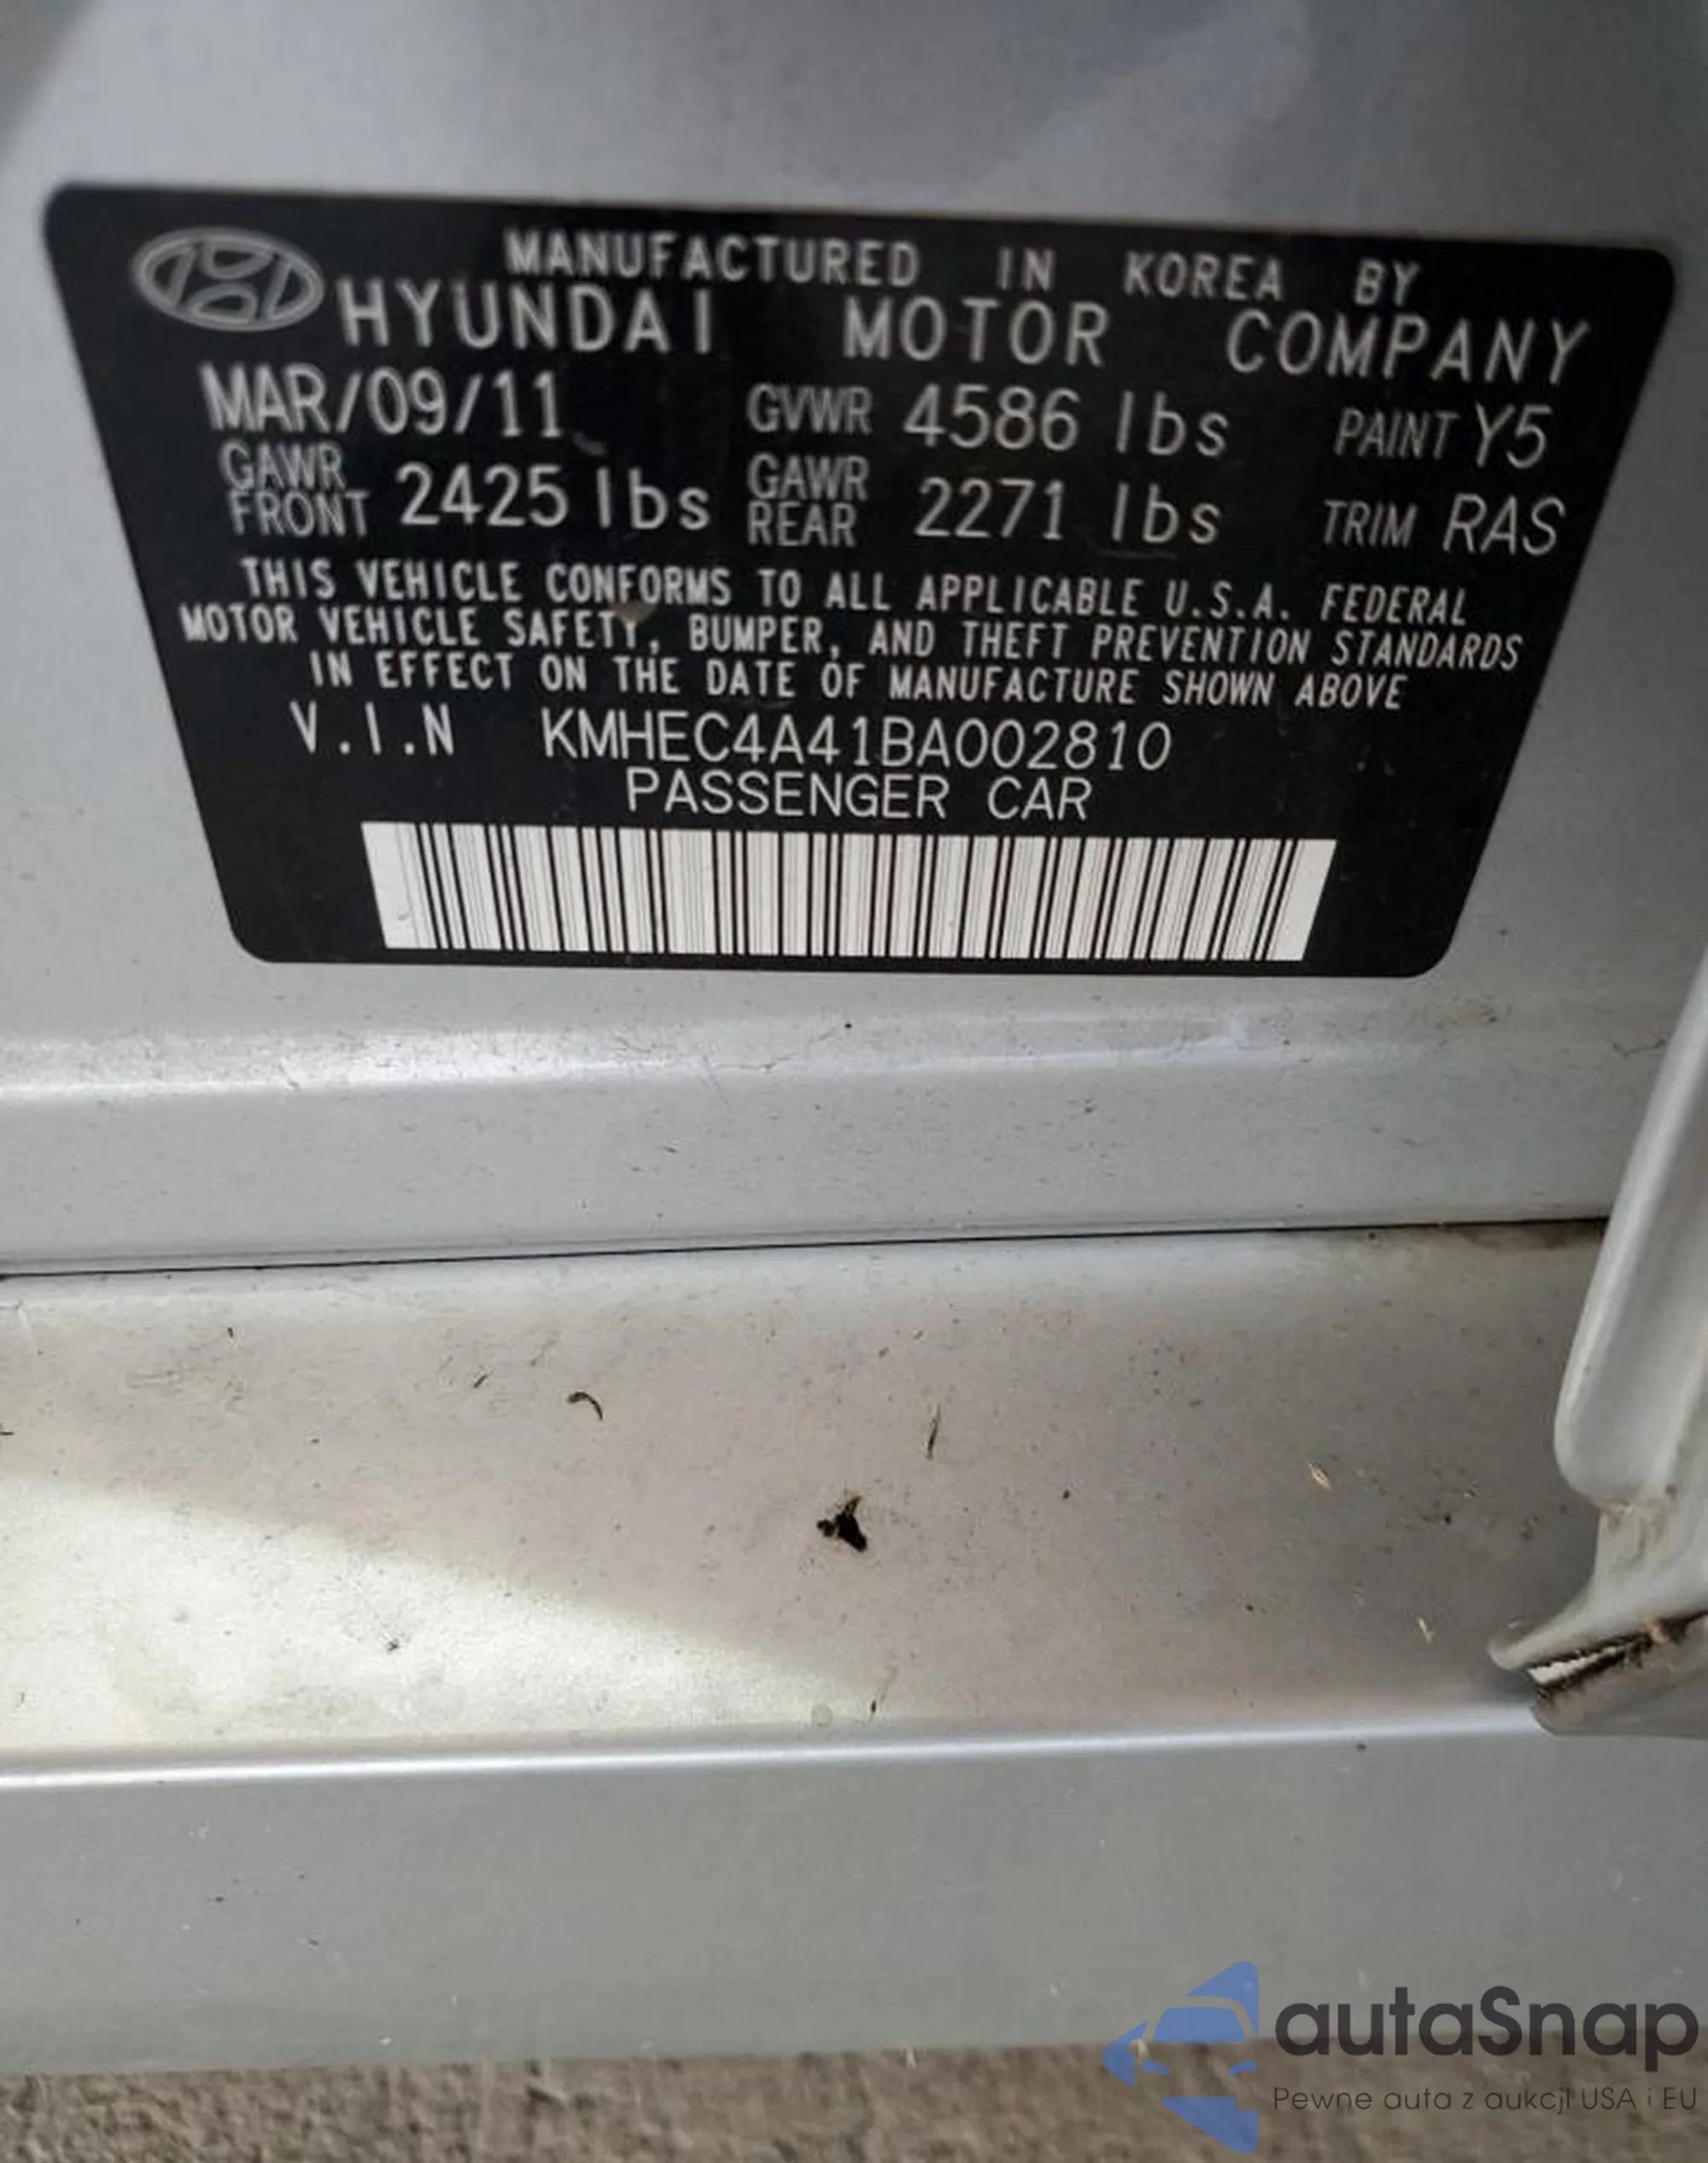 MANUFACTURED IN KOREA BY
HYUNDAI MOTOR COMPANY
MAR/09/11 GVWR 4586 lbs PAINT Y5
GAWR FRONT 2425 lbs GAWR REAR 2271 lbs TRIM RAS
THIS VEHICLE CONFORMS TO ALL APPLICABLE U.S.A. FEDERAL
MOTOR VEHICLE SAFETY, BUMPER, AND THEFT PREVENTION STANDARDS
IN EFFECT ON THE DATE OF MANUFACTURE SHOWN ABOVE
V.I.N KMHEC4A41BA002810
PASSENGER CAR
autaSnap
Pewne auta z aukcji USA i EU